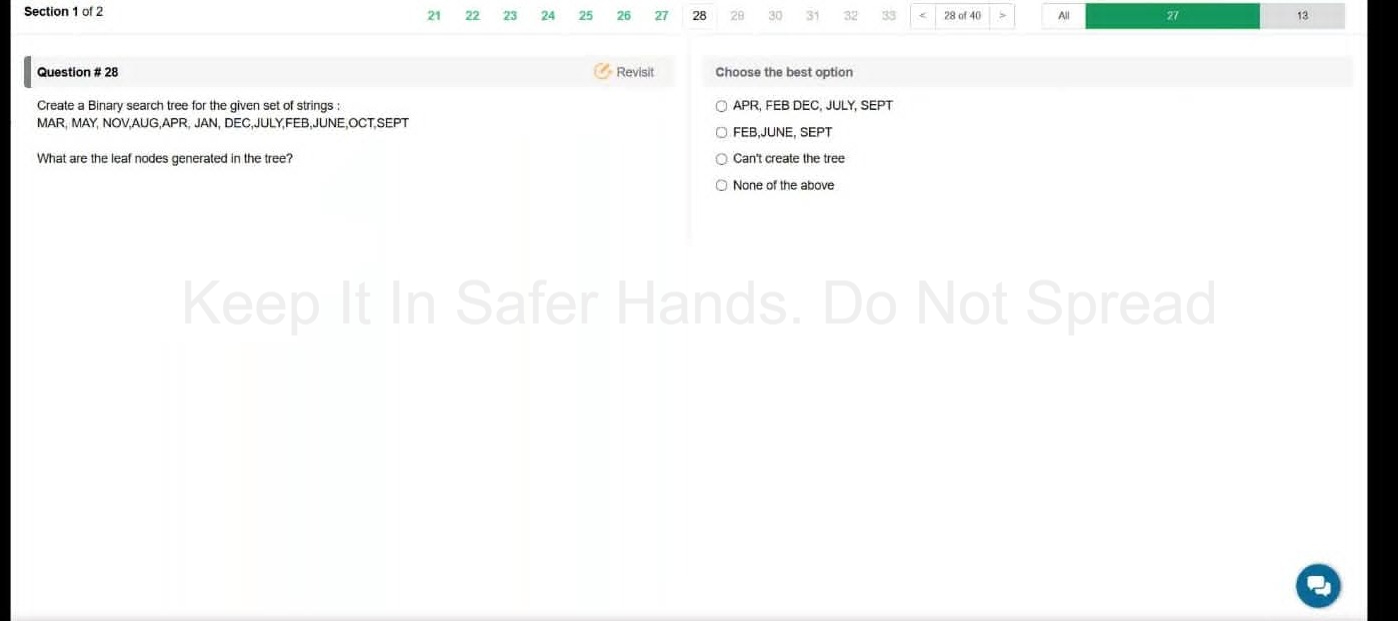 Section 1 of 2
21 22 23 24 25 26 27 28 29 30 31 32 33 < 28 of 40 > All 27 13
Question # 28
Revisit
Create a Binary search tree for the given set of strings :
MAR, MAY, NOV,AUG,APR, JAN, DEC,JULY,FEB,JUNE,OCT,SEPT
What are the leaf nodes generated in the tree?
Choose the best option
APR, FEB DEC, JULY, SEPT
FEB,JUNE, SEPT
Can't create the tree
None of the above
Keep It In Safer Hands. Do Not Spread